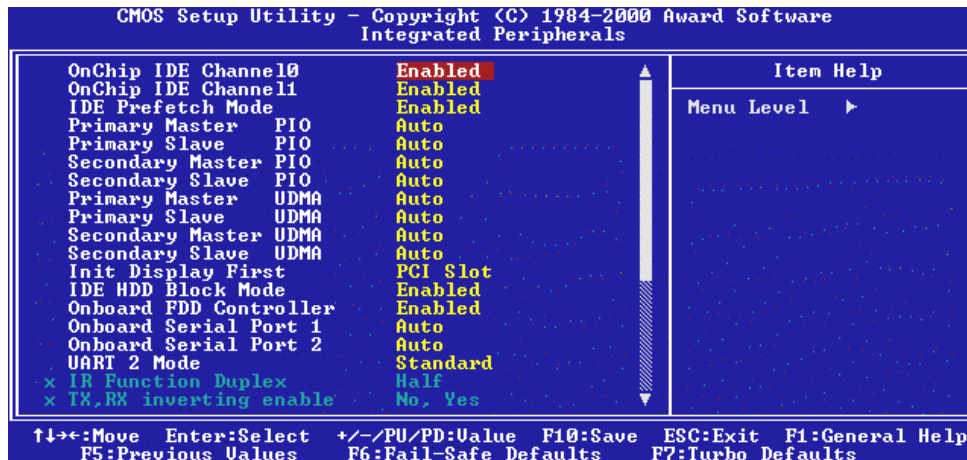 CMOS Setup Utility - Copyright (C) 1984-2000 Award Software
Integrated Peripherals
OnChip IDE Channel0 Enabled
OnChip IDE Channel1 Enabled
IDE Prefetch Mode Enabled
Primary Master PIO Auto
Primary Slave PIO Auto
Secondary Master PIO Auto
Secondary Slave PIO Auto
Primary Master UDMA Auto
Primary Slave UDMA Auto
Secondary Master UDMA Auto
Secondary Slave UDMA Auto
Init Display First PCI Slot
IDE HDD Block Mode Enabled
Onboard FDD Controller Enabled
Onboard Serial Port 1 Auto
Onboard Serial Port 2 Auto
UART 2 Mode Standard
x IR Function Duplex Half
x TX,RX inverting enable No, Yes
Item Help
Menu Level ▶
↑↓→←:Move Enter:Select +/-/PU/PD:Value F10:Save ESC:Exit F1:General Help
F5:Previous Values F6:Fail-Safe Defaults F7:Turbo Defaults